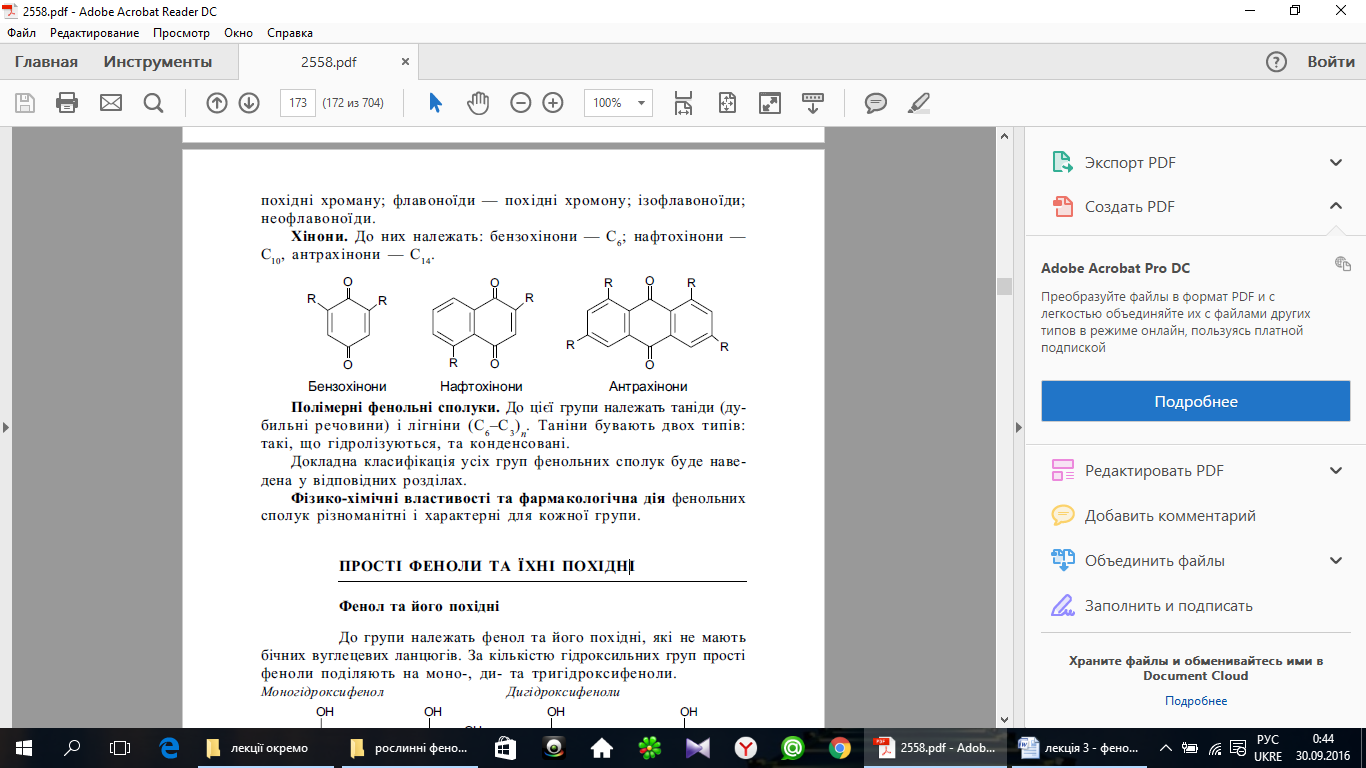 2558.pdf - Adobe Acrobat Reader DC
Файл Редактирование Просмотр Окно Справка
Главная Инструменты 2558.pdf × ? Войти
173 (172 из 704) 100%
похідні хроману; флавоноїди — похідні хромону; ізофлавоноїди;
неофлавоноїди.
Хінони. До них належать: бензохінони — C6; нафтохінони —
C10, антрахінони — C14.
O O O
R R R R R
R R R
O O O
Бензохінони Нафтохінони Антрахінони
Полімерні фенольні сполуки. До цієї групи належать таніди (ду-
бильні речовини) і лігніни (C6–C3)n. Таніни бувають двох типів:
такі, що гідролізуються, та конденсовані.
Докладна класифікація усіх груп фенольних сполук буде наве-
дена у відповідних розділах.
Фізико-хімічні властивості та фармакологічна дія фенольних
сполук різноманітні і характерні для кожної групи.
ПРОСТІ ФЕНОЛИ ТА ЇХНІ ПОХІДНІ
Фенол та його похідні
До групи належать фенол та його похідні, які не мають
бічних вуглецевих ланцюгів. За кількістю гідроксильних груп прості
феноли поділяють на моно-, ди- та тригідроксифеноли.
Моногідроксифенол Дигідроксифеноли
OH OH OH OH
Экспорт PDF
Создать PDF
Adobe Acrobat Pro DC
Преобразуйте файлы в формат PDF и с
легкостью объединяйте их с файлами других
типов в режиме онлайн, пользуясь платной
подпиской
Подробнее
Редактировать PDF
Добавить комментарий
Объединить файлы
Заполнить и подписать
Храните файлы и обменивайтесь ими в
Document Cloud
Подробнее
лекції окремо
рослинні фено...
2558.pdf - Adob...
лекція 3 - фено...
РУС
UKRE
0:44
30.09.2016